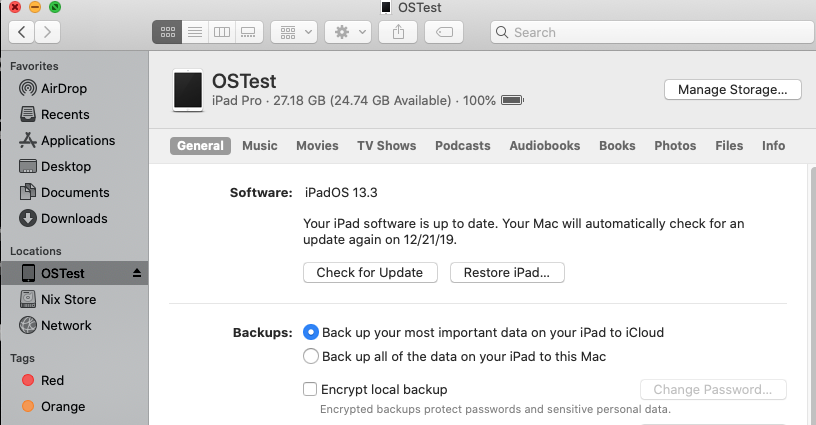 OSTest
Search
Favorites
AirDrop
Recents
Applications
Desktop
Documents
Downloads
Locations
OSTest
Nix Store
Network
Tags
Red
Orange
OSTest
iPad Pro · 27.18 GB (24.74 GB Available) · 100%
Manage Storage...
General Music Movies TV Shows Podcasts Audiobooks Books Photos Files Info
Software: iPadOS 13.3
Your iPad software is up to date. Your Mac will automatically check for an
update again on 12/21/19.
Check for Update Restore iPad...
Backups: Back up your most important data on your iPad to iCloud
Back up all of the data on your iPad to this Mac
Encrypt local backup Change Password...
Encrypted backups protect passwords and sensitive personal data.